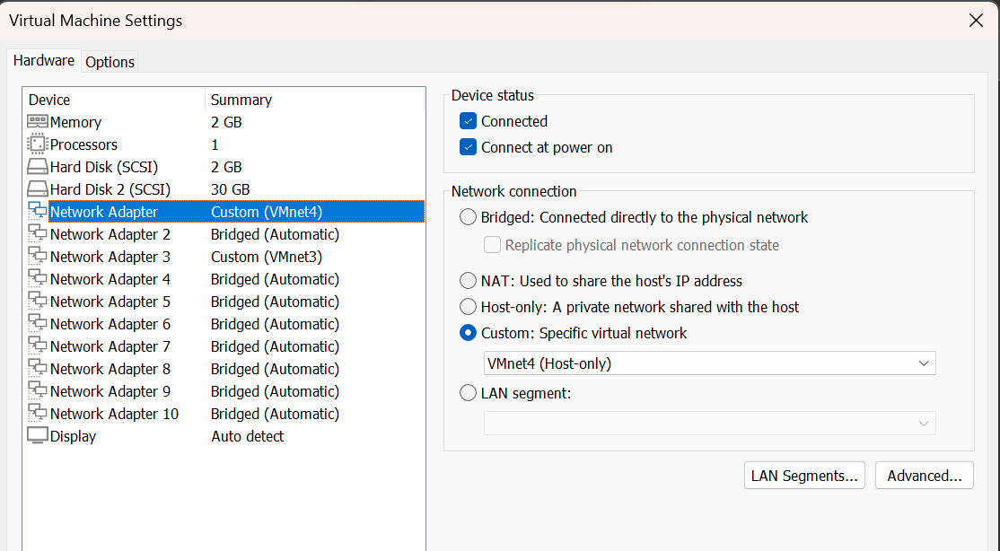 Virtual Machine Settings
Hardware Options
Device Summary
Memory 2 GB
Processors 1
Hard Disk (SCSI) 2 GB
Hard Disk 2 (SCSI) 30 GB
Network Adapter Custom (VMnet4)
Network Adapter 2 Bridged (Automatic)
Network Adapter 3 Custom (VMnet3)
Network Adapter 4 Bridged (Automatic)
Network Adapter 5 Bridged (Automatic)
Network Adapter 6 Bridged (Automatic)
Network Adapter 7 Bridged (Automatic)
Network Adapter 8 Bridged (Automatic)
Network Adapter 9 Bridged (Automatic)
Network Adapter 10 Bridged (Automatic)
Display Auto detect
Device status
Connected
Connect at power on
Network connection
Bridged: Connected directly to the physical network
Replicate physical network connection state
NAT: Used to share the host's IP address
Host-only: A private network shared with the host
Custom: Specific virtual network
VMnet4 (Host-only)
LAN segment:
LAN Segments... Advanced...